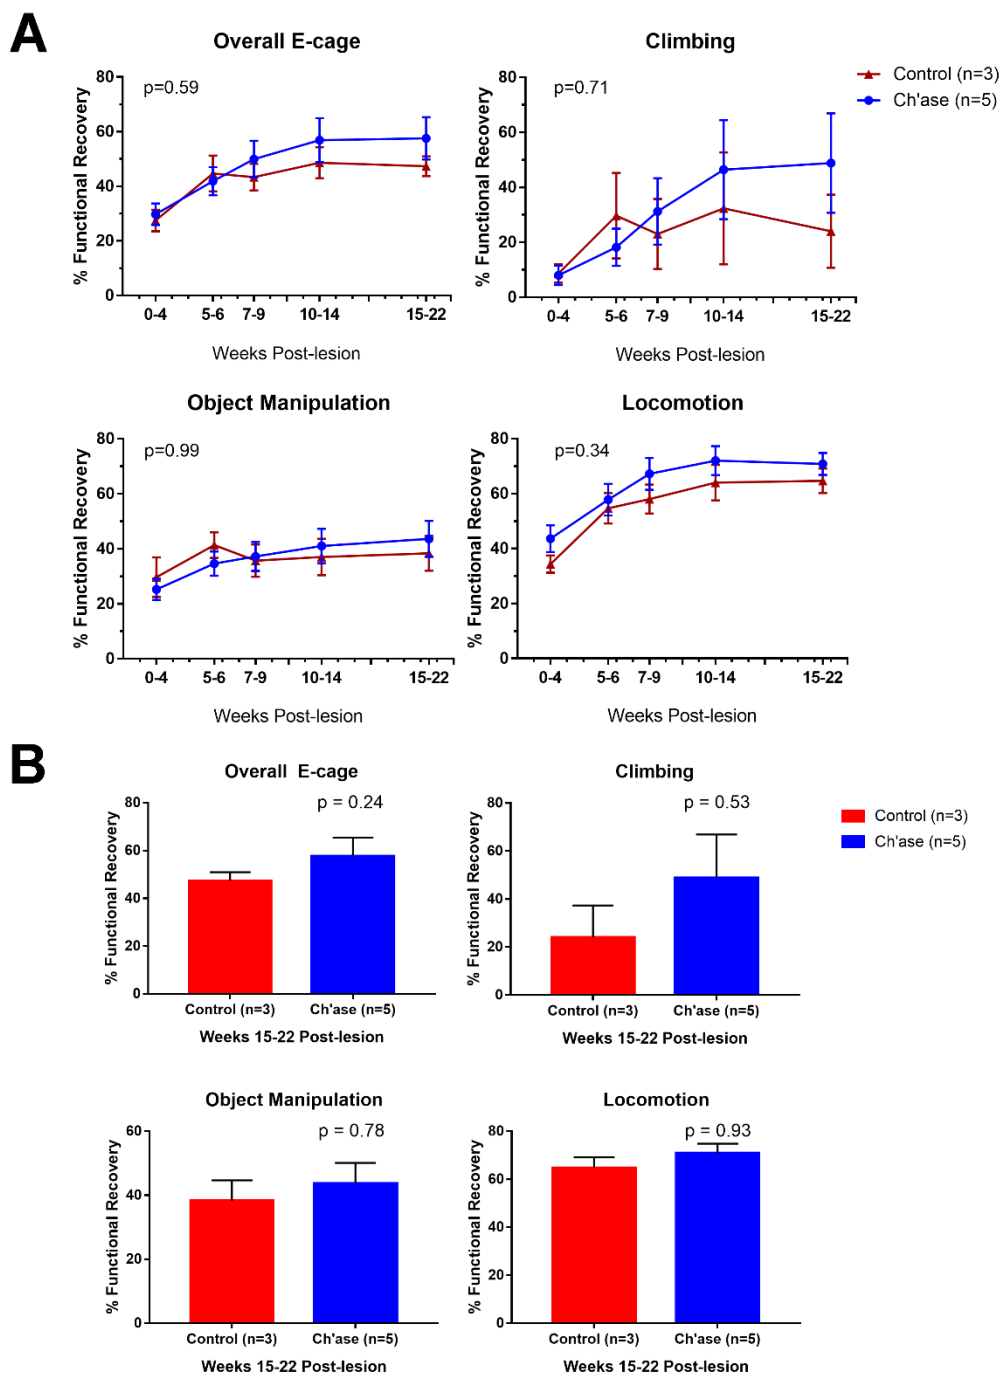 A
Overall E-cage
p=0.59
% Functional Recovery
80
60
40
20
0
0-4 5-6 7-9 10-14 15-22
Weeks Post-lesion
Climbing
p=0.71
% Functional Recovery
80
60
40
20
0
0-4 5-6 7-9 10-14 15-22
Weeks Post-lesion
Control (n=3)
Ch'ase (n=5)
Object Manipulation
p=0.99
% Functional Recovery
80
60
40
20
0
0-4 5-6 7-9 10-14 15-22
Weeks Post-lesion
Locomotion
p=0.34
% Functional Recovery
80
60
40
20
0
0-4 5-6 7-9 10-14 15-22
Weeks Post-lesion
B
Overall E-cage
p = 0.24
% Functional Recovery
80
60
40
20
0
Control (n=3) Ch'ase (n=5)
Weeks 15-22 Post-lesion
Climbing
p = 0.53
% Functional Recovery
80
60
40
20
0
Control (n=3) Ch'ase (n=5)
Weeks 15-22 Post-lesion
Control (n=3)
Ch'ase (n=5)
Object Manipulation
p = 0.78
% Functional Recovery
60
40
20
0
Control (n=3) Ch'ase (n=5)
Weeks 15-22 Post-lesion
Locomotion
p = 0.93
% Functional Recovery
80
60
40
20
0
Control (n=3) Ch'ase (n=5)
Weeks 15-22 Post-lesion